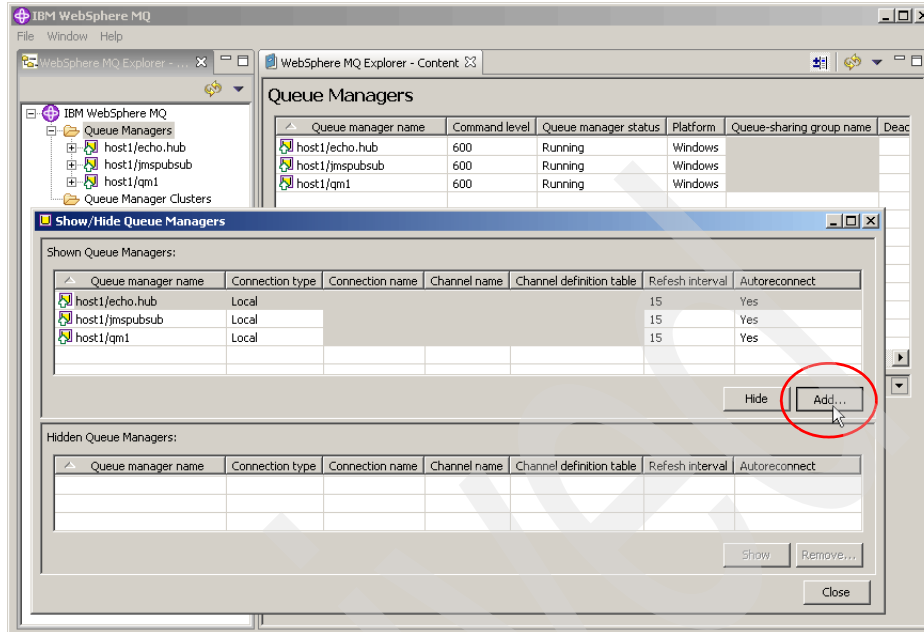 IBM WebSphere MQ
File Window Help
WebSphere MQ Explorer - ...
WebSphere MQ Explorer - Content
IBM WebSphere MQ
Queue Managers
host1/echo.hub
host1/jmspubsub
host1/qm1
Queue Manager Clusters
Queue Managers
Queue manager name Command level Queue manager status Platform Queue-sharing group name Deac
host1/echo.hub 600 Running Windows
host1/jmspubsub 600 Running Windows
host1/qm1 600 Running Windows
Show/Hide Queue Managers
Shown Queue Managers:
Queue manager name Connection type Connection name Channel name Channel definition table Refesh interval Autoreconnect
host1/echo.hub Local 15 Yes
host1/jmspubsub Local 15 Yes
host1/qm1 Local 15 Yes
Hide Add...
Hidden Queue Managers:
Queue manager name Connection type Connection name Channel name Channel definition table Refesh interval Autoreconnect
Show Remove...
Close